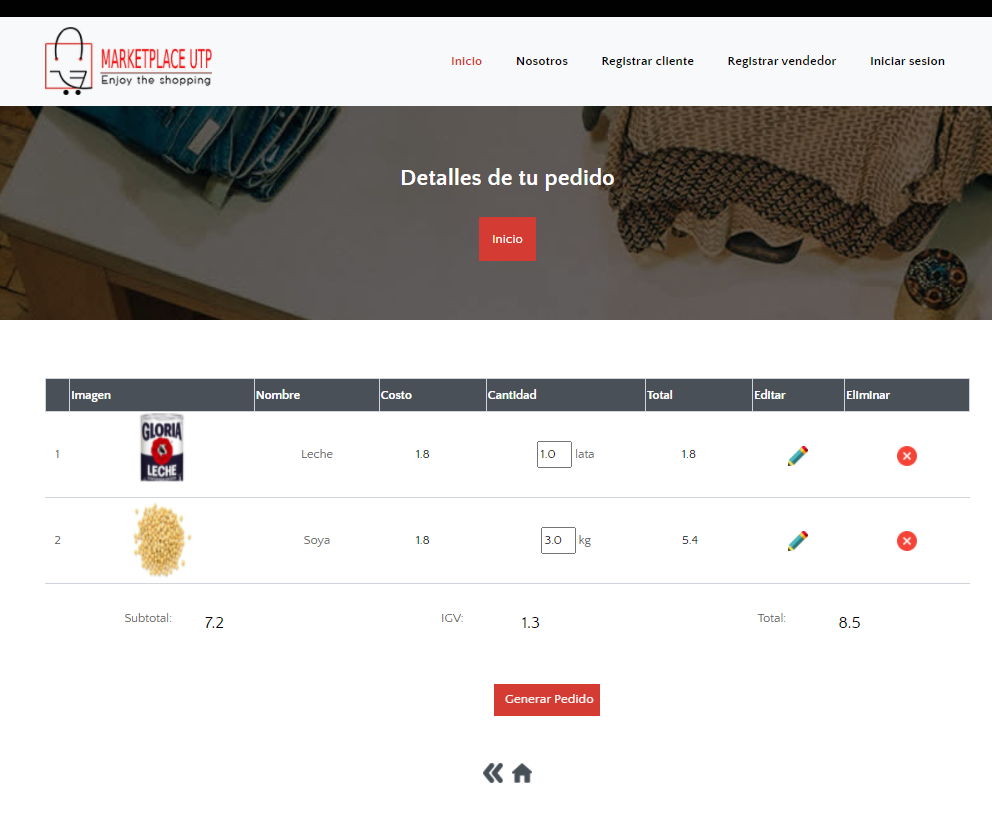 MARKETPLACE UTP
Enjoy the shopping
Inicio Nosotros Registrar cliente Registrar vendedor Iniciar sesion
Detalles de tu pedido
Inicio
Imagen Nombre Costo Cantidad Total Editar Eliminar
GLORIA
LECHE
1 Leche 1.8 1.0 lata 1.8
2 Soya 1.8 3.0 kg 5.4
Subtotal: 7.2 IGV: 1.3 Total: 8.5
Generar Pedido